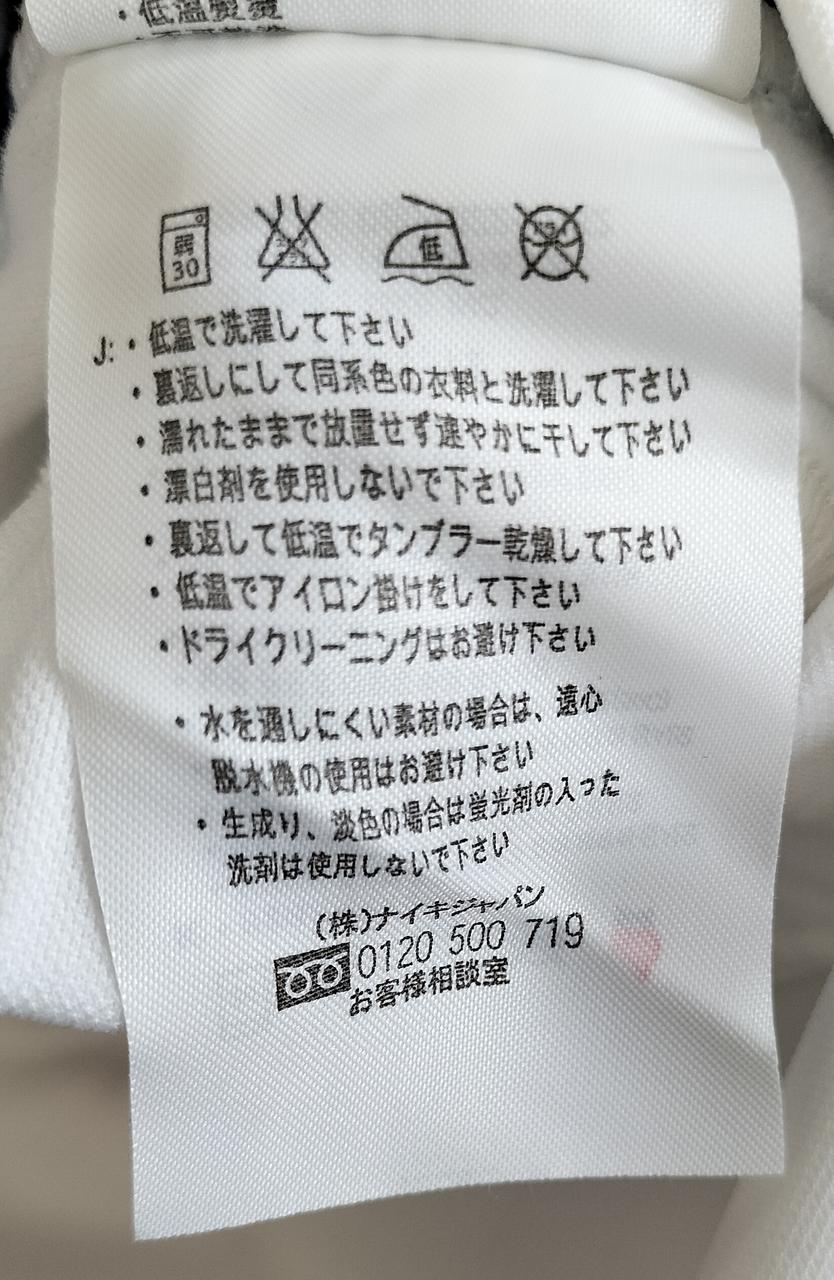 ・低温熨燙
弱
30
低
J: ・低温で洗濯して下さい
・裏返しにして同系色の衣料と洗濯して下さい
・濡れたままで放置せず速やかに干して下さい
・漂白剤を使用しないで下さい
・裏返して低温でタンブラー乾燥して下さい
・低温でアイロン掛けをして下さい
・ドライクリーニングはお避け下さい
・水を通しにくい素材の場合は、遠心
脱水機の使用はお避け下さい
・生成り、淡色の場合は蛍光剤の入った
洗剤は使用しないで下さい
(株)ナイキジャパン
0120 500 719
お客様相談室